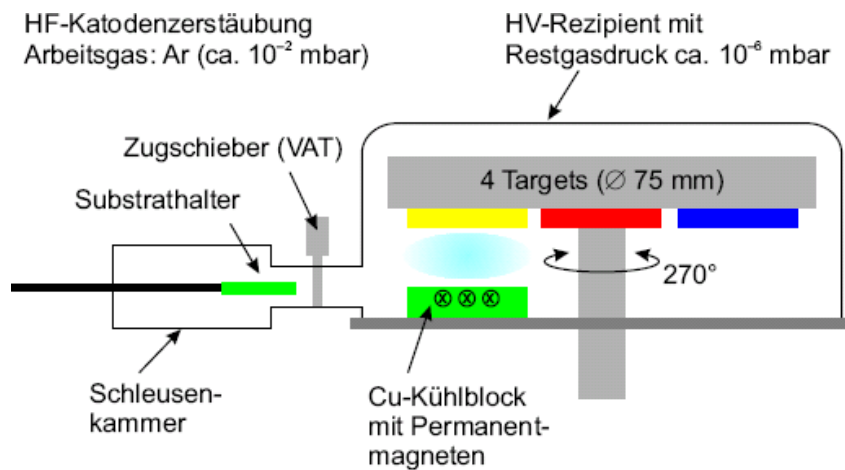 HF-Katodenzerstäubung
Arbeitsgas: Ar (ca. 10⁻² mbar)
HV-Rezipient mit
Restgasdruck ca. 10⁻⁶ mbar
Zugschieber (VAT)
Substrathalter
4 Targets (∅ 75 mm)
270°
Schleusen-
kammer
Cu-Kühlblock
mit Permanent-
magneten